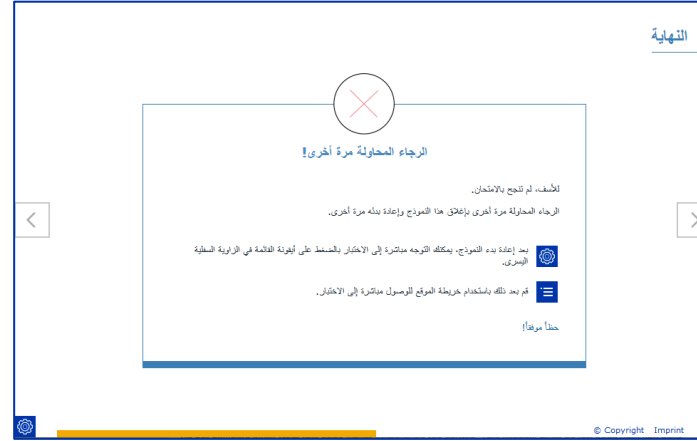 النهاية
الرجاء المحاولة مرة أخرى!
للأسف، لم تنجح بالامتحان.
الرجاء المحاولة مرة أخرى بإغلاق هذا النموذج وإعادة بدئه مرة أخرى.
بعد إعادة بدء النموذج، يمكنك التوجه مباشرة إلى الاختبار بالضغط على أيقونة القائمة في الزاوية السفلية
اليسرى.
قم بعد ذلك باستخدام خريطة الموقع للوصول مباشرة إلى الاختبار.
حظاً موفقاً!
© Copyright Imprint